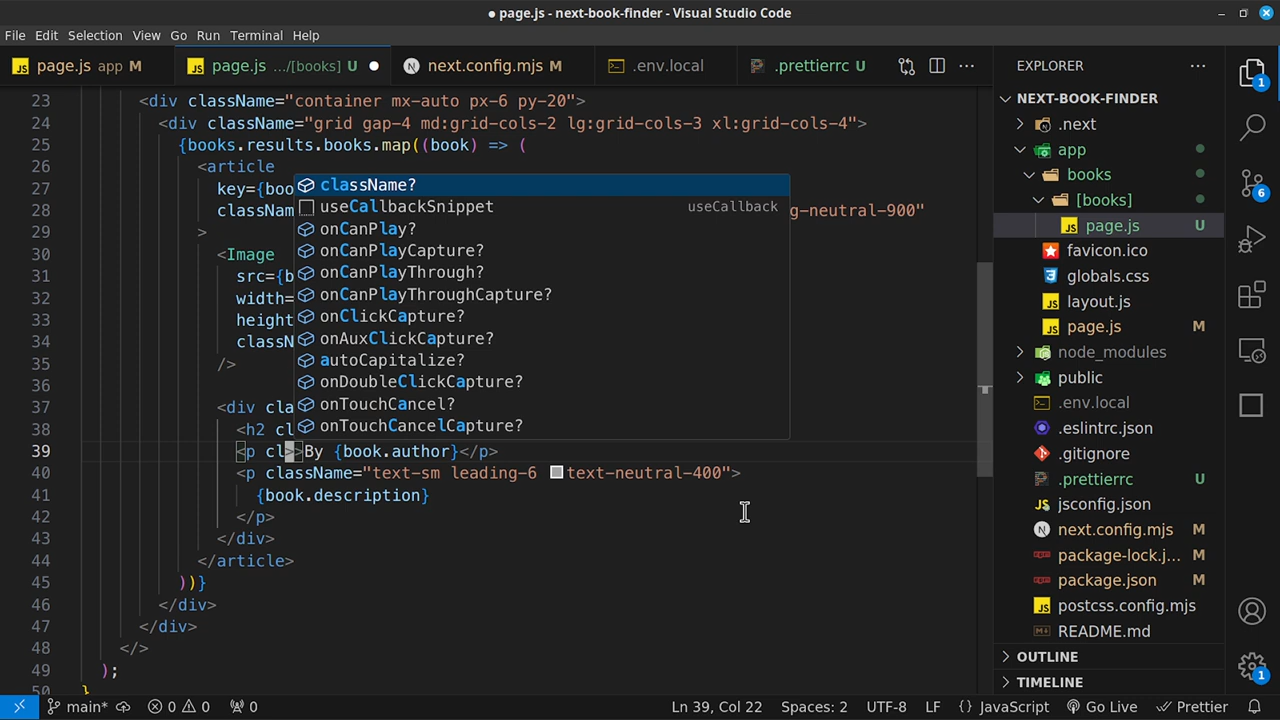 ● page.js - next-book-finder - Visual Studio Code
File Edit Selection View Go Run Terminal Help
page.js app M
page.js .../[books] U
next.config.mjs M
.env.local
.prettierrc U
23 <div className="container mx-auto px-6 py-20">
24 <div className="grid gap-4 md:grid-cols-2 lg:grid-cols-3 xl:grid-cols-4">
25 {books.results.books.map((book) => (
26 <article
27 key={boo
28 classNam g-neutral-900"
29 >
30 <Image
31 src={b
32 width=
33 height
34 classN
35 />
36
37 <div cla
38 <h2 cl
39 <p cl>>By {book.author}</p>
40 <p className="text-sm leading-6 text-neutral-400">
41 {book.description}
42 </p>
43 </div>
44 </article>
45 ))}
46 </div>
47 </div>
48 </>
49 );
50 }
className?
useCallbackSnippet useCallback
onCanPlay?
onCanPlayCapture?
onCanPlayThrough?
onCanPlayThroughCapture?
onClickCapture?
onAuxClickCapture?
autoCapitalize?
onDoubleClickCapture?
onTouchCancel?
onTouchCancelCapture?
EXPLORER
NEXT-BOOK-FINDER
.next
app
books
[books]
page.js U
favicon.ico
globals.css
layout.js
page.js M
node_modules
public
.env.local
.eslintrc.json
.gitignore
.prettierrc U
jsconfig.json
next.config.mjs M
package-lock.j... M
package.json M
postcss.config.mjs
README.md
OUTLINE
TIMELINE
1
6
1
main* 0 0 0
Ln 39, Col 22 Spaces: 2 UTF-8 LF {} JavaScript Go Live Prettier